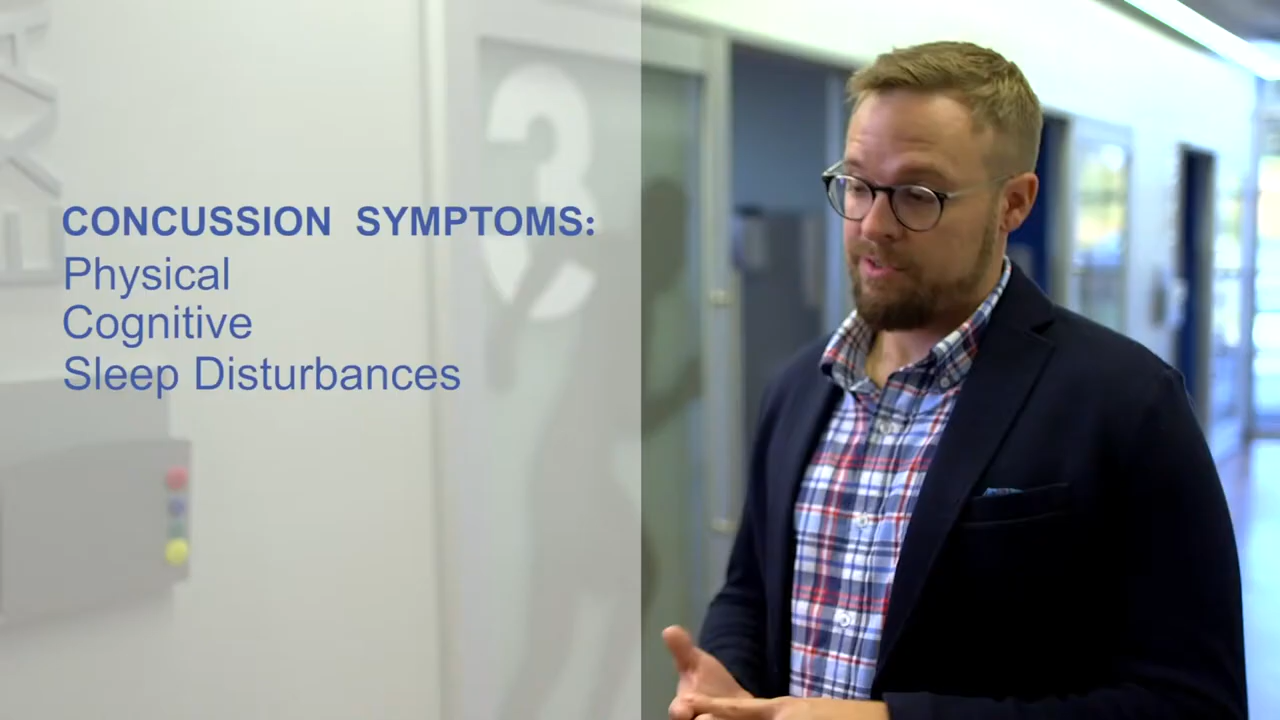 CONCUSSION SYMPTOMS:
Physical
Cognitive
Sleep Disturbances
3